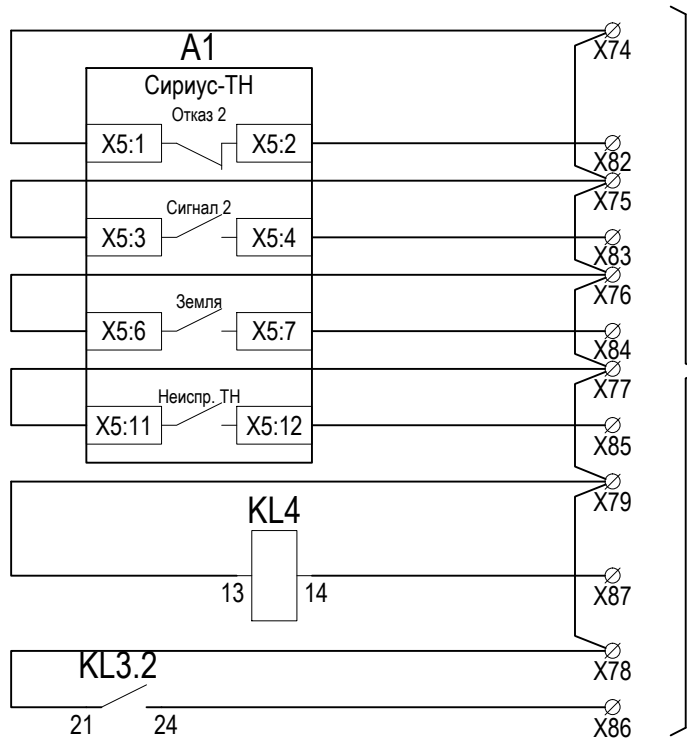 A1
X74
Сириус-ТН
Отказ 2
X5:1 X5:2
X82
X75
Сигнал 2
X5:3 X5:4
X83
X76
Земля
X5:6 X5:7
X84
X77
Неиспр. ТН
X5:11 X5:12
X85
X79
KL4
13 14
X87
X78
KL3.2
21 24
X86